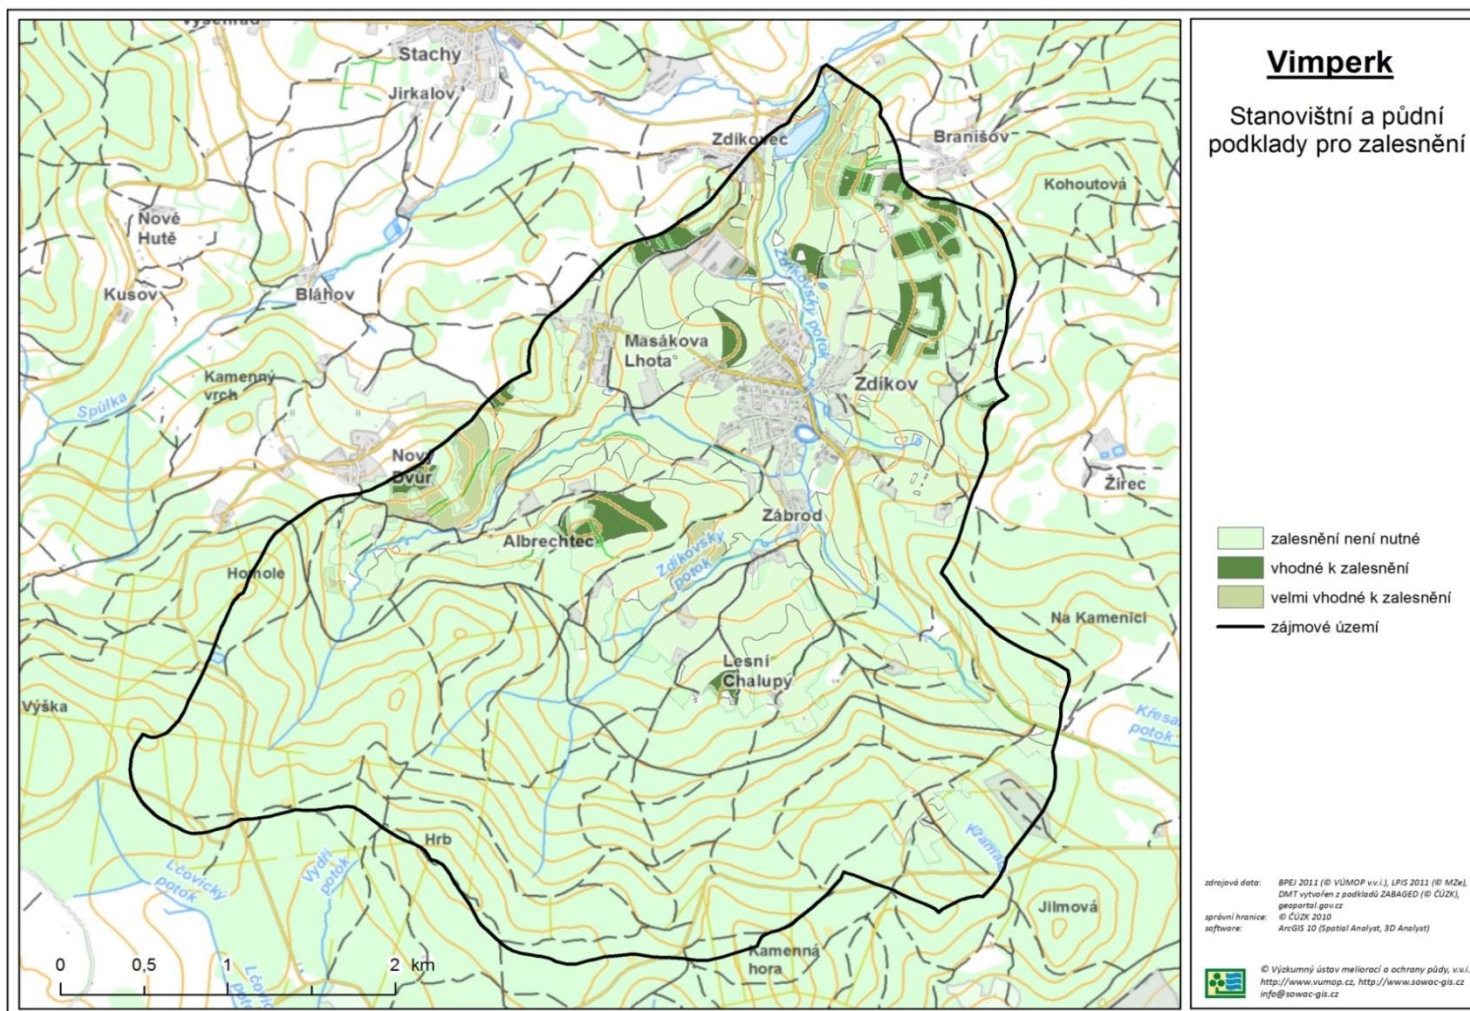 Vyšehrad
Stachy
Jirkalov
Zdíkovec
Branišov
Kohoutová
Nové
Hutě
Kusov
Bláhov
Zdíkovský potok
Masákova
Lhota
Kamenný
vrch
Zdíkov
Spůlka
Nový
Dvůr
Žírec
Zábrod
Albrechtec
Zdíkovský
potok
Homole
Na Kamenici
Lesní
Chalupy
Výška
Křesa
potok
Hrb
Vydří
potok
Lčovický
potok
Jilmová
Kamenná
hora
0 0,5 1 2 km
Vimperk
Stanovištní a půdní
podklady pro zalesnění
zalesnění není nutné
vhodné k zalesnění
velmi vhodné k zalesnění
zájmové území
zdrojová data: BPEJ 2011 (© VÚMOP v.v.i.), LPIS 2011 (© MZe),
DMT vytvořen z podkladů ZABAGED (© ČÚZK),
geoportal.gov.cz
správní hranice: © ČÚZK 2010
software: ArcGIS 10 (Spatial Analyst, 3D Analyst)
© Výzkumný ústav meliorací a ochrany půdy, v.v.i.
http://www.vumop.cz, http://www.sowac-gis.cz
info@sowac-gis.cz